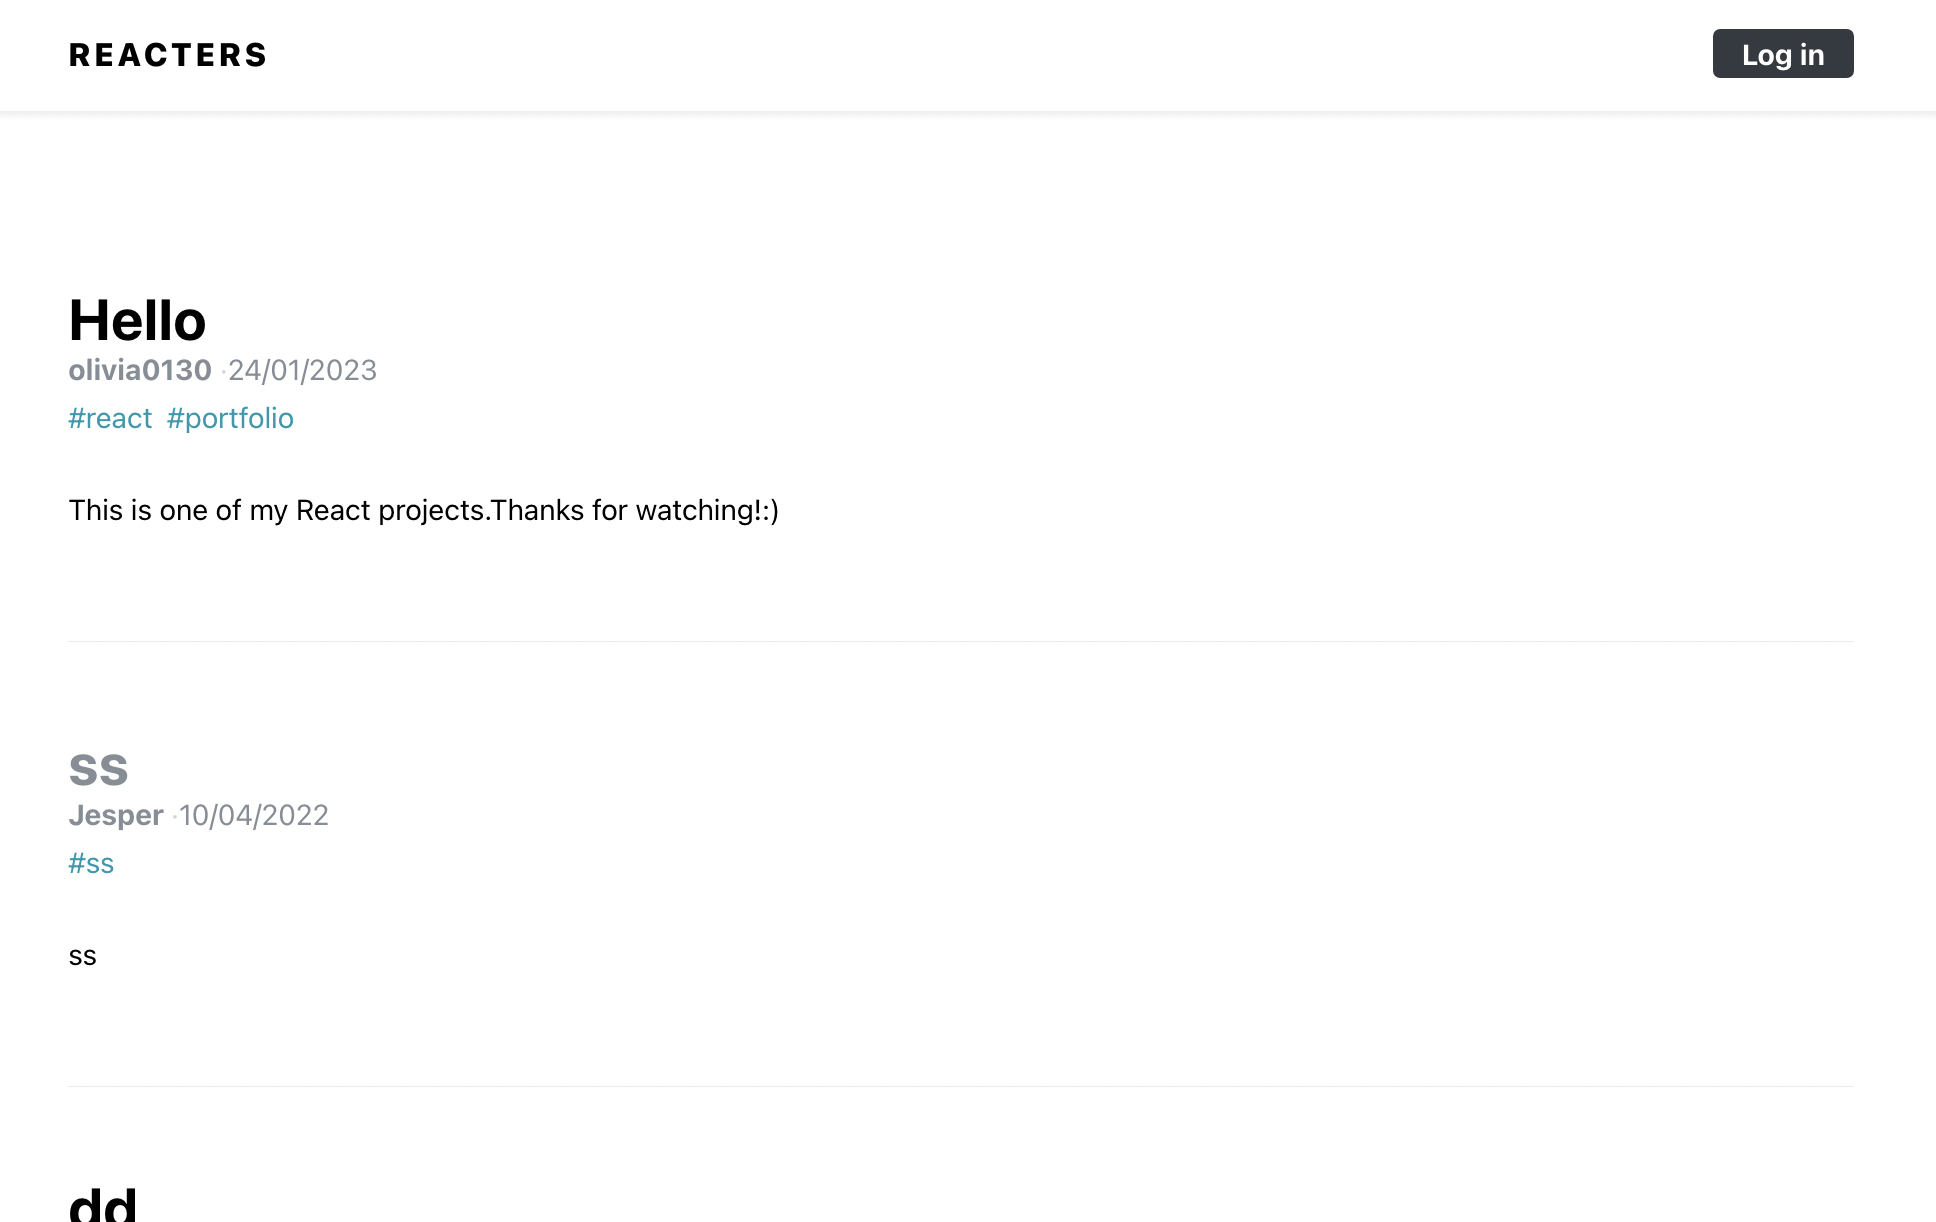 REACTERS
Log in
Hello
olivia0130 ·24/01/2023
#react #portfolio
This is one of my React projects.Thanks for watching!:)
ss
Jesper ·10/04/2022
#ss
ss
dd